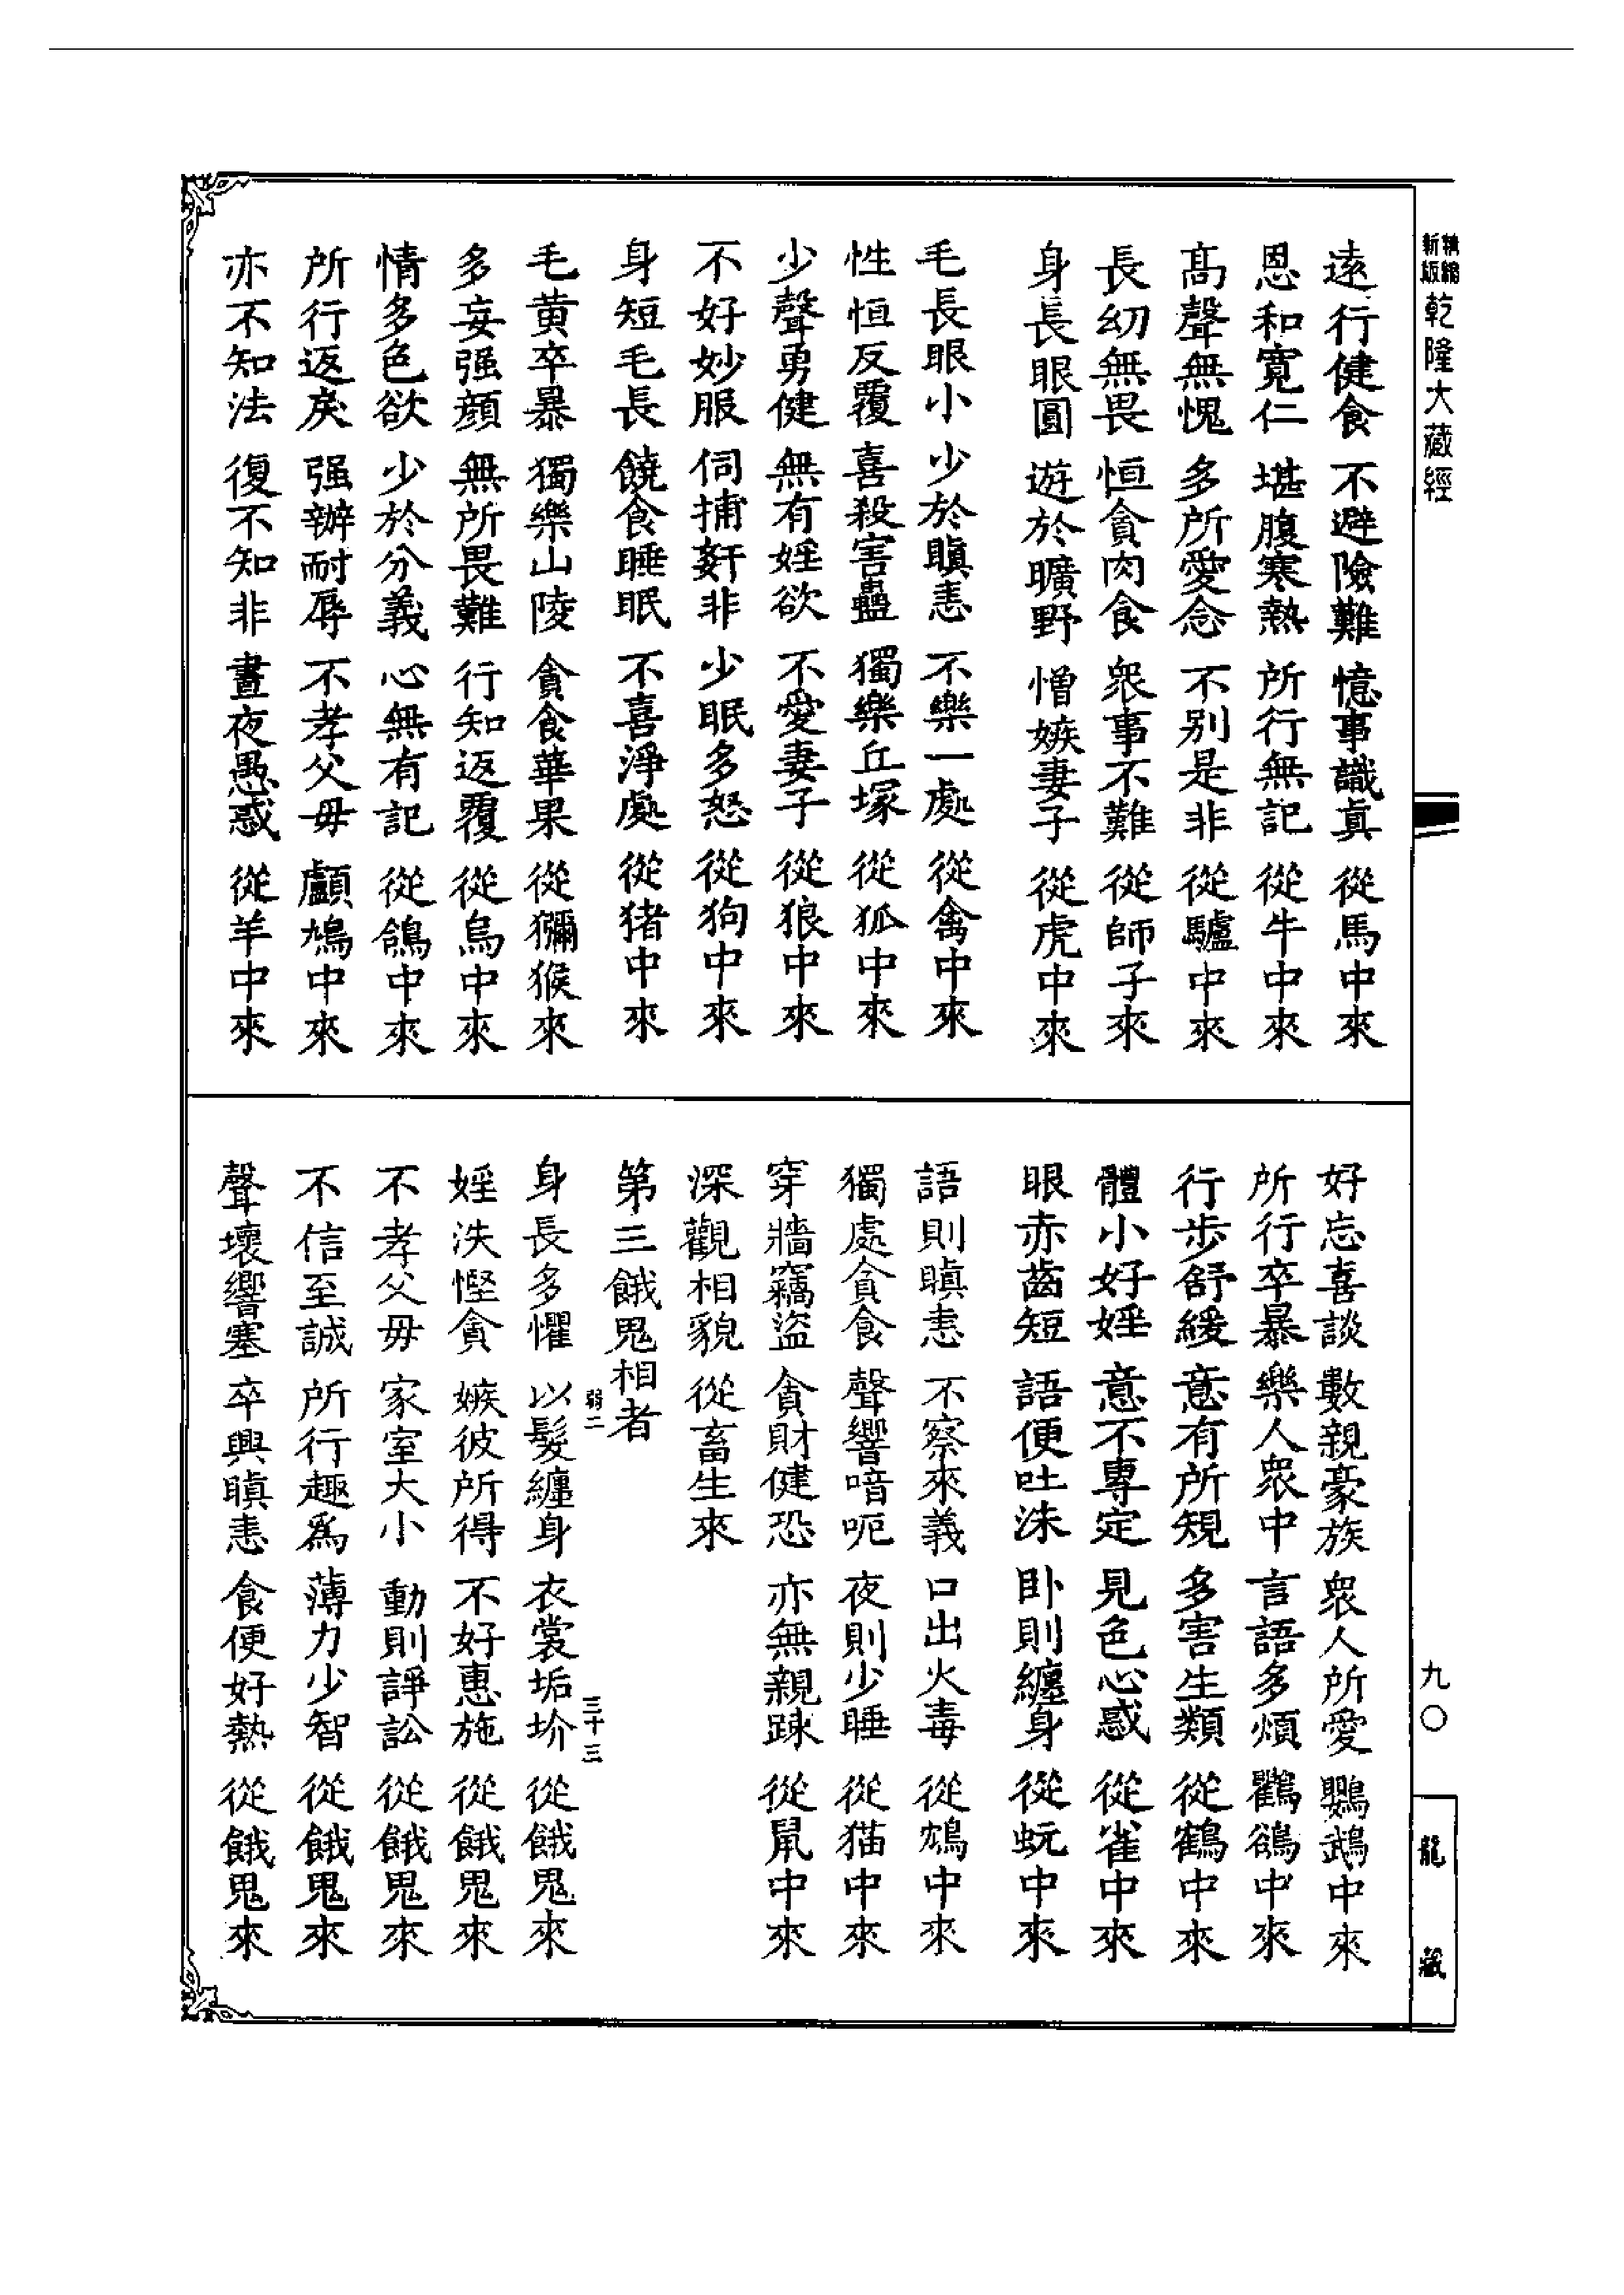 精縮新版乾隆大藏經
遠行健食 不避險難 憶事識真 從馬中來
恩和寬仁 堪腹寒熱 所行無記 從牛中來
高聲無愧 多所愛念 不別是非 從驢中來
長幼無畏 恒貪肉食 眾事不難 從師子來
身長眼圓 遊於曠野 憎嫉妻子 從虎中來
毛長眼小 少於瞋恚 不樂一處 從禽中來
性恒反覆 喜殺害蠱 獨樂丘塚 從狐中來
少聲勇健 無有婬欲 不愛妻子 從狼中來
不好妙服 伺捕姧非 少眠多怒 從狗中來
身短毛長 饒食睡眠 不喜淨處 從猪中來
毛黃卒暴 獨樂山陵 貪食華果 從獼猴來
多妄强顏 無所畏難 行知返覆 從烏中來
情多色欲 少於分義 心無有記 從鴿中來
所行返戾 强辦耐辱 不孝父母 鸕鳩中來
亦不知法 復不知非 晝夜愚惑 從羊中來
好忘喜談 數親豪族 眾人所愛 鸚鵡中來
所行卒暴 樂人眾中 言語多煩 鸛鵒中來
行步舒緩 意有所規 多害生類 從鶴中來
體小好婬 意不專定 見色心惑 從雀中來
眼赤齒短 語便吐沫 卧則纏身 從蚖中來
語則瞋恚 不察來義 口出火毒 從鴆中來
獨處貪食 聲響喑呃 夜則少睡 從猫中來
穿牆竊盜 貪財健恐 亦無親踈 從鼠中來
深觀相貌 從畜生來
第三餓鬼相者
弱二 三十三
身長多懼 以髮纏身 衣裳垢圿 從餓鬼來
婬泆慳貪 嫉彼所得 不好惠施 從餓鬼來
不孝父母 家室大小 動則諍訟 從餓鬼來
不信至誠 所行趣為 薄力少智 從餓鬼來
聲壞響塞 卒興瞋恚 食便好熱 從餓鬼來
九〇
龍藏